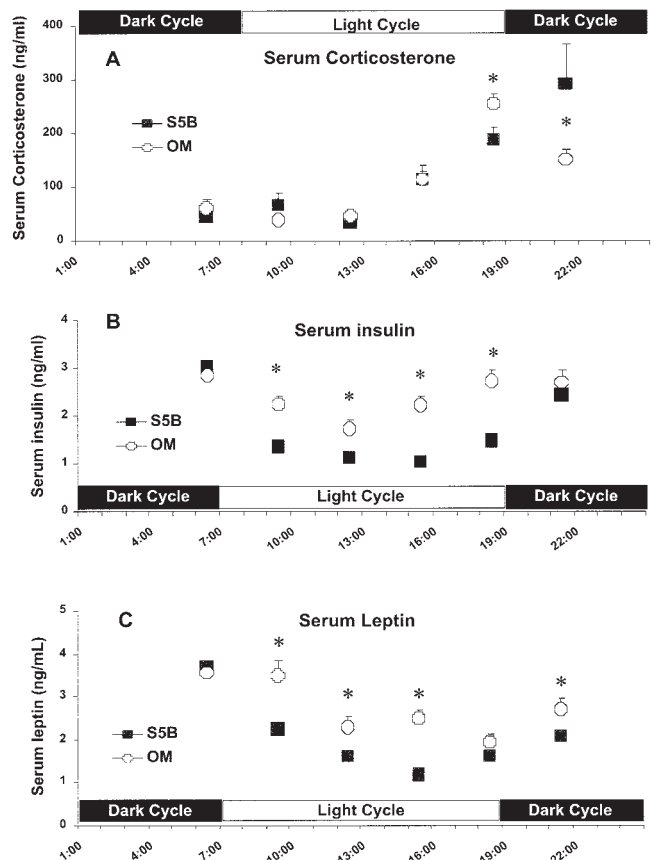 Dark Cycle Light Cycle Dark Cycle
A Serum Corticosterone
Serum Corticosterone (ng/ml)
400
300
200
100
0
*
*
S5B
OM
1:00 4:00 7:00 10:00 13:00 16:00 19:00 22:00
B Serum insulin
Serum insulin (ng/ml)
4
3
2
1
0
* * * *
S5B
OM
Dark Cycle Light Cycle Dark Cycle
1:00 4:00 7:00 10:00 13:00 16:00 19:00 22:00
C Serum Leptin
Serum leptin (ng/mL)
5
4
3
2
1
0
* * * *
S5B
OM
Dark Cycle Light Cycle Dark Cycle
1:00 4:00 7:00 10:00 13:00 16:00 19:00 22:00